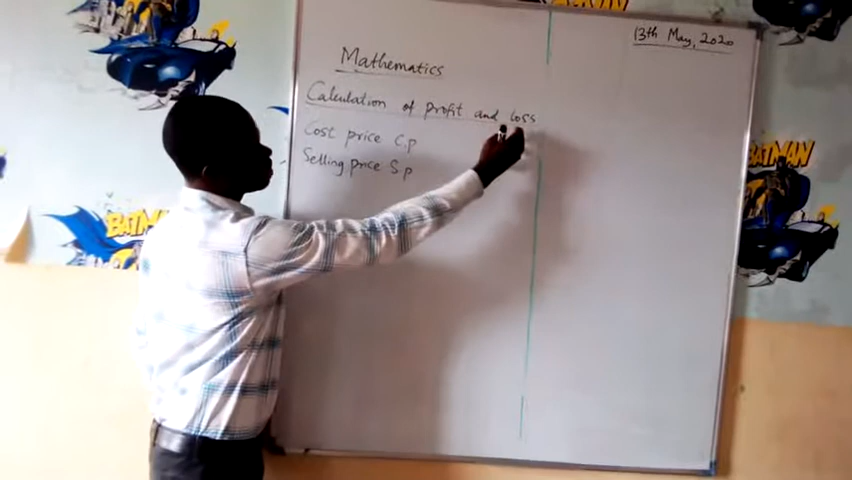 13th May, 2020
Mathematics
Calculation of profit and loss
Cost price C.p
Selling price S.p
BATMAN
BATMAN